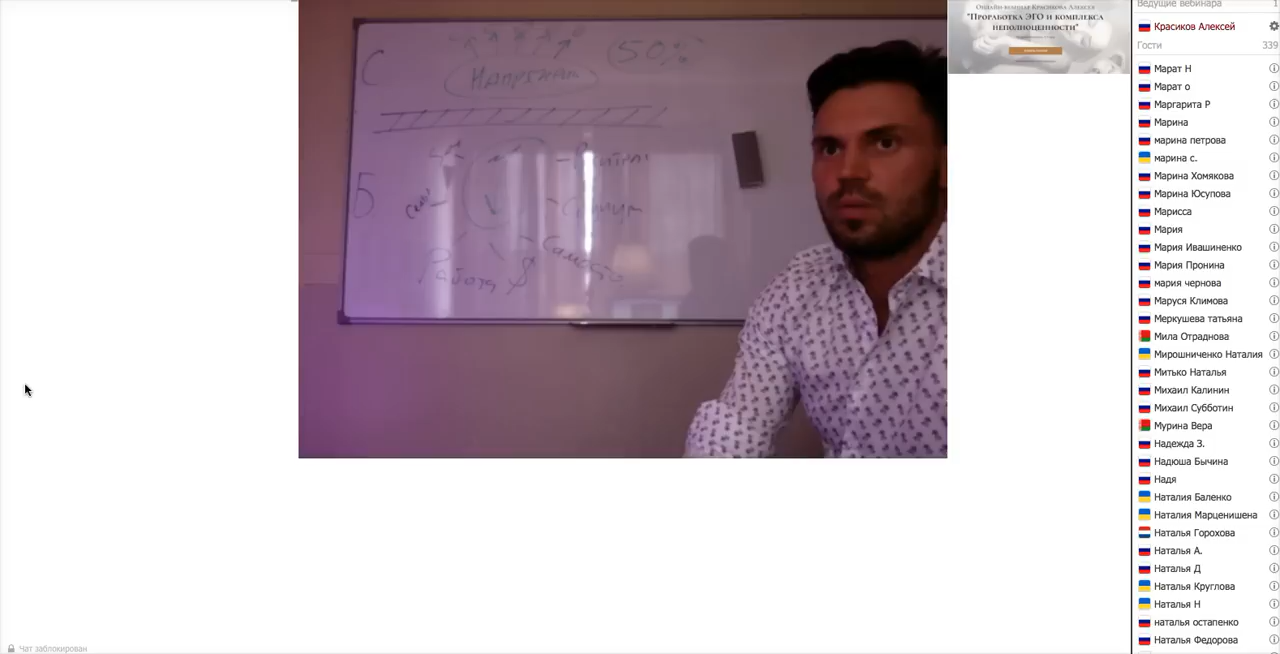 Ведущие вебинара 1
Красиков Алексей
Гости 339
Марат Н
Марат о
Маргарита Р
Марина
марина петрова
марина с.
Марина Хомякова
Марина Юсупова
Марисса
Мария
Мария Ивашиненко
Мария Пронина
мария чернова
Маруся Климова
Меркушева татьяна
Мила Отраднова
Мирошниченко Наталия
Митько Наталья
Михаил Калинин
Михаил Субботин
Мурина Вера
Надежда З.
Надюша Бычина
Надя
Наталия Баленко
Наталия Марценишена
Наталья Горохова
Наталья А.
Наталья Д
Наталья Круглова
Наталья Н
наталья остапенко
Наталья Федорова
Онлайн-вебинар Красикова Алексея
"Проработка ЭГО и комплекса
неполноценности"
С
50%
Напряжения
Б
Работа
Чат заблокирован